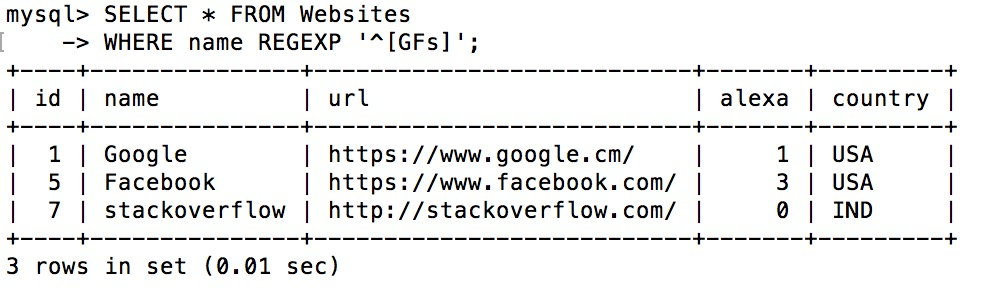 mysql> SELECT * FROM Websites
    -> WHERE name REGEXP '^[GFs]';
+----+---------------+---------------------------+-------+---------+
| id | name          | url                       | alexa | country |
+----+---------------+---------------------------+-------+---------+
|  1 | Google        | https://www.google.cm/    |     1 | USA     |
|  5 | Facebook      | https://www.facebook.com/ |     3 | USA     |
|  7 | stackoverflow | http://stackoverflow.com/ |     0 | IND     |
+----+---------------+---------------------------+-------+---------+
3 rows in set (0.01 sec)